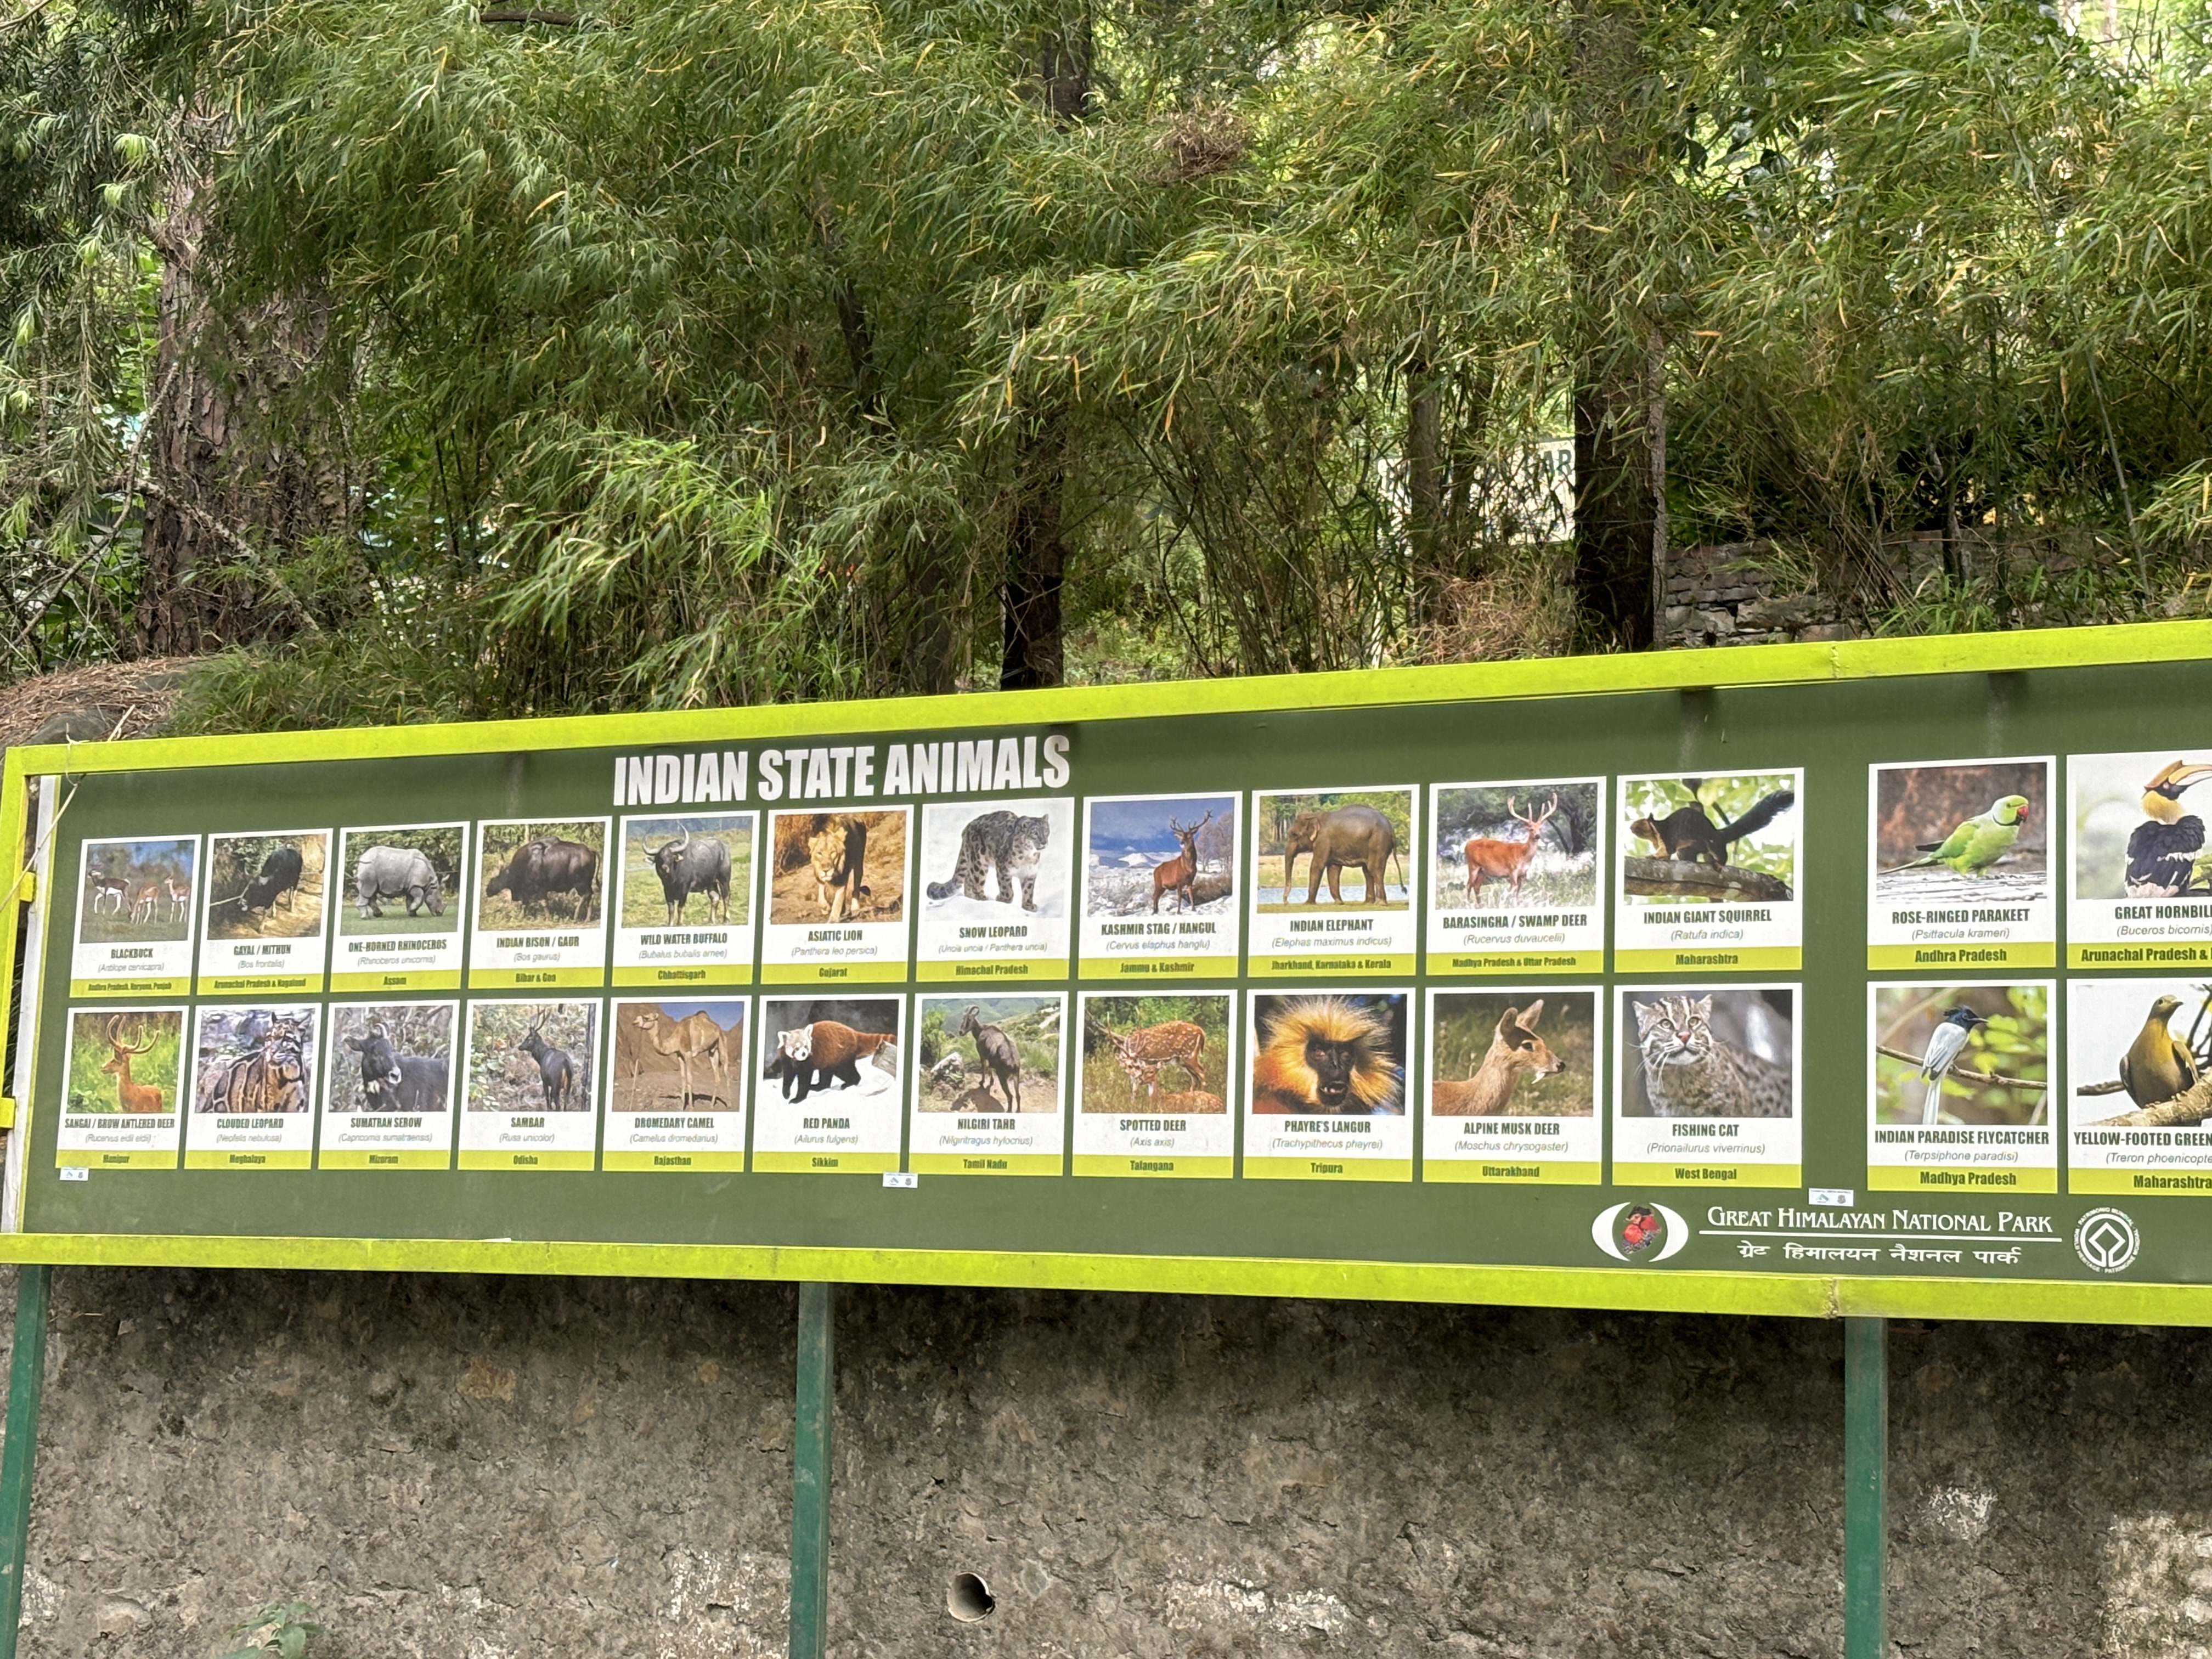 INDIAN STATE ANIMALS
BLACKBUCK
(Antilope cervicapra)
Andhra Pradesh, Haryana, Punjab
GAYAL / MITHUN
(Bos frontalis)
Arunachal Pradesh & Nagaland
ONE-HORNED RHINOCEROS
(Rhinoceros unicornis)
Assam
INDIAN BISON / GAUR
(Bos gaurus)
Bihar & Goa
WILD WATER BUFFALO
(Bubalus bubalis arnee)
Chhattisgarh
ASIATIC LION
(Panthera leo persica)
Gujarat
SNOW LEOPARD
(Uncia uncia / Panthera uncia)
Himachal Pradesh
KASHMIR STAG / HANGUL
(Cervus elaphus hanglu)
Jammu & Kashmir
INDIAN ELEPHANT
(Elephas maximus indicus)
Jharkhand, Karnataka & Kerala
BARASINGHA / SWAMP DEER
(Rucervus duvaucelii)
Madhya Pradesh & Uttar Pradesh
INDIAN GIANT SQUIRREL
(Ratufa indica)
Maharashtra
SANGAI / BROW ANTLERED DEER
(Rucervus eldii eldii)
Manipur
CLOUDED LEOPARD
(Neofelis nebulosa)
Meghalaya
SUMATRAN SEROW
(Capricornis sumatraensis)
Mizoram
SAMBAR
(Rusa unicolor)
Odisha
DROMEDARY CAMEL
(Camelus dromedarius)
Rajasthan
RED PANDA
(Ailurus fulgens)
Sikkim
NILGIRI TAHR
(Nilgiritragus hylocrius)
Tamil Nadu
SPOTTED DEER
(Axis axis)
Talangana
PHAYRE'S LANGUR
(Trachypithecus phayrei)
Tripura
ALPINE MUSK DEER
(Moschus chrysogaster)
Uttarakhand
FISHING CAT
(Prionailurus viverrinus)
West Bengal
ROSE-RINGED PARAKEET
(Psittacula krameri)
Andhra Pradesh
GREAT HORNBILL
(Buceros bicornis)
Arunachal Pradesh &
INDIAN PARADISE FLYCATCHER
(Terpsiphone paradisi)
Madhya Pradesh
YELLOW-FOOTED GREEN
(Treron phoenicopte
Maharashtra
GREAT HIMALAYAN NATIONAL PARK
ग्रेट हिमालयन नैशनल पार्क